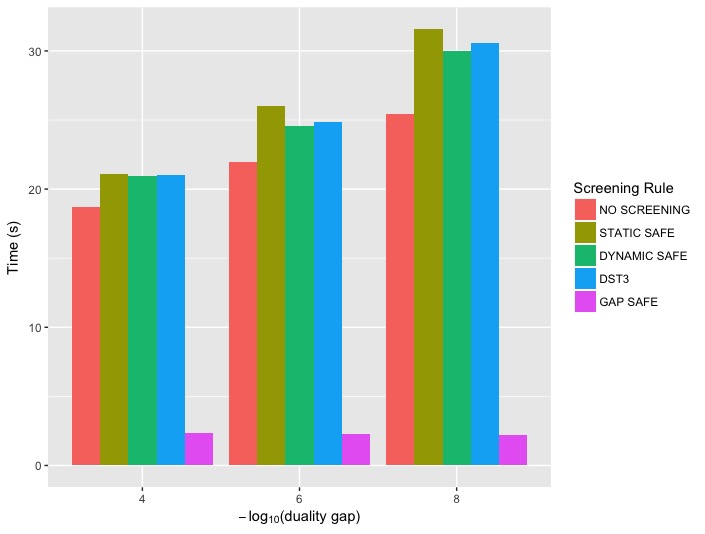 30
20
10
0
Time (s)
4
6
8
−log₁₀(duality gap)
Screening Rule
NO SCREENING
STATIC SAFE
DYNAMIC SAFE
DST3
GAP SAFE